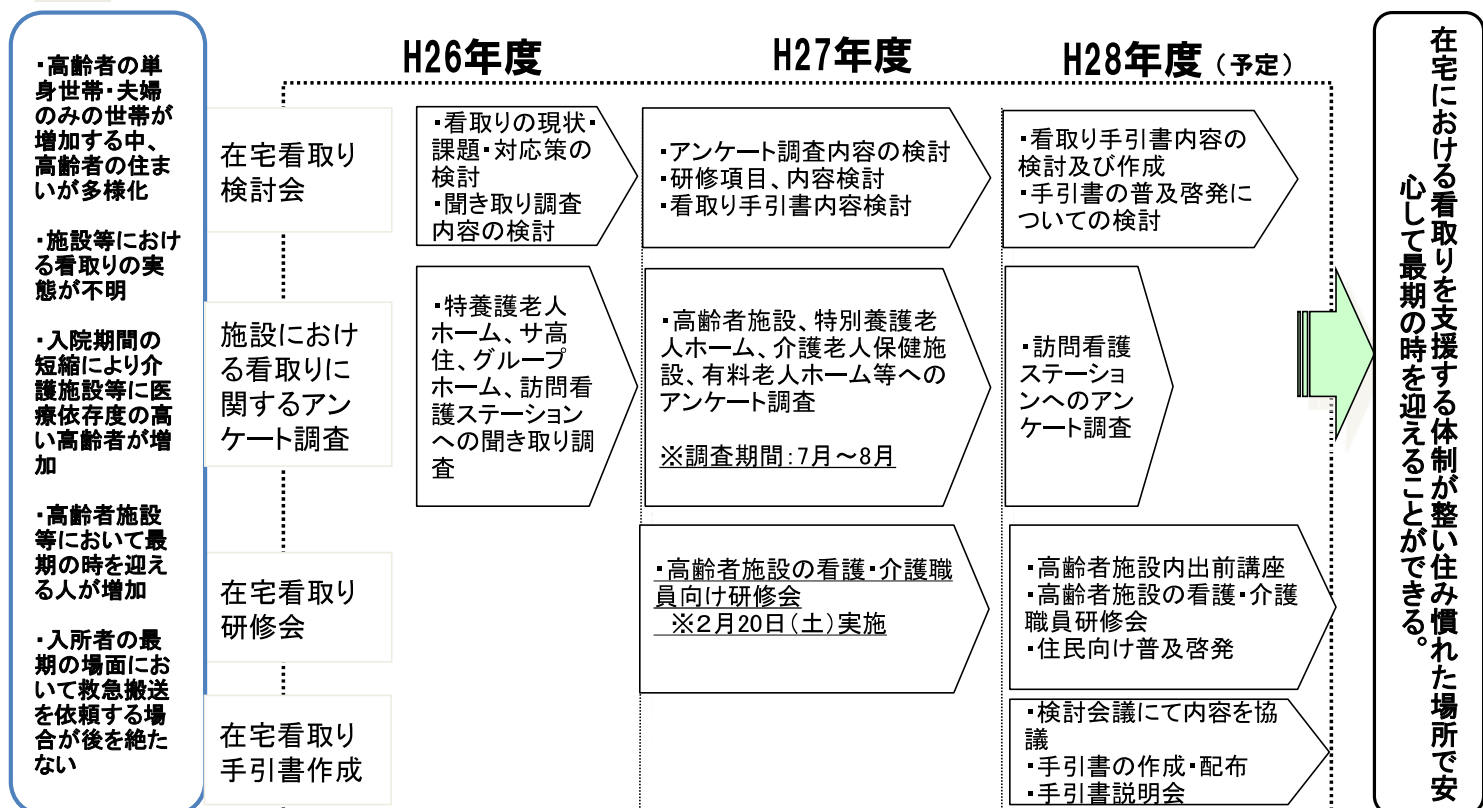 ・高齢者の単
身世帯・夫婦
のみの世帯が
増加する中、
高齢者の住ま
いが多様化
・施設等におけ
る看取りの実
態が不明
・入院期間の
短縮により介
護施設等に医
療依存度の高
い高齢者が増
加
・高齢者施設
等において最
期の時を迎え
る人が増加
・入所者の最
期の場面にお
いて救急搬送
を依頼する場
合が後を絶た
ない
H26年度
H27年度
H28年度（予定）
在宅看取り
検討会
・看取りの現状・
課題・対応策の
検討
・聞き取り調査
内容の検討
・アンケート調査内容の検討
・研修項目、内容検討
・看取り手引書内容検討
・看取り手引書内容の
検討及び作成
・手引書の普及啓発に
ついての検討
施設におけ
る看取りに
関するアン
ケート調査
・特養護老人
ホーム、サ高
住、グループ
ホーム、訪問看
護ステーション
への聞き取り調
査
・高齢者施設、特別養護老
人ホーム、介護老人保健施
設、有料老人ホーム等への
アンケート調査
※調査期間：7月～8月
・訪問看護
ステーショ
ンへのアン
ケート調査
在宅看取り
研修会
・高齢者施設の看護・介護職
員向け研修会
※２月20日（土）実施
・高齢者施設内出前講座
・高齢者施設の看護・介護
職員研修会
・住民向け普及啓発
在宅看取り
手引書作成
・検討会議にて内容を協
議
・手引書の作成・配布
・手引書説明会
在宅における看取りを支援する体制が整い住み慣れた場所で安
心して最期の時を迎えることができる。